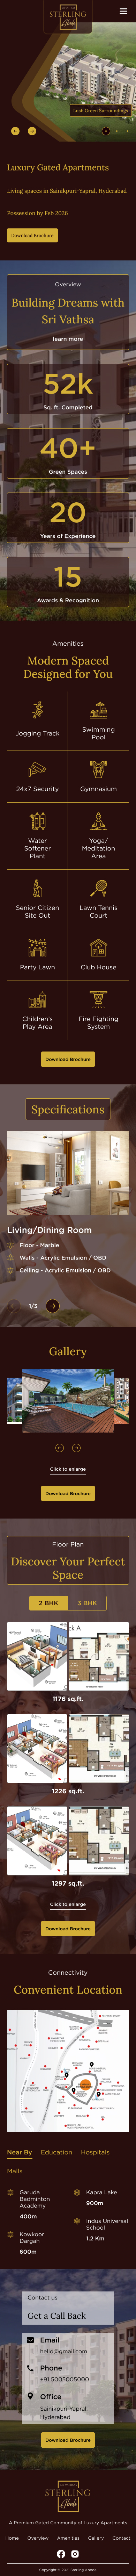 STERLING
Abode
Lush Green Surroundings
Luxury Gated Apartments
Living spaces in Sainikpuri-Yapral, Hyderabad
Possession by Feb 2026
Download Brochure
Overview
Building Dreams with
Sri Vathsa
learn more
52k
Sq. ft. Completed
40+
Green Spaces
20
Years of Experience
15
Awards & Recognition
Amenities
Modern Spaced
Designed for You
Jogging Track
Swimming
Pool
24x7 Security
Gymnasium
Water
Softener
Plant
Yoga/
Meditation
Area
Senior Citizen
Site Out
Lawn Tennis
Court
Party Lawn
Club House
Children's
Play Area
Fire Fighting
System
Download Brochure
Specifications
Living/Dining Room
Floor - Marble
Walls - Acrylic Emulsion / OBD
Ceiling - Acrylic Emulsion / OBD
1/3
Gallery
Click to enlarge
Download Brochure
Floor Plan
Discover Your Perfect
Space
2 BHK
3 BHK
ck A
1176 sq.ft.
1226 sq.ft.
1297 sq.ft.
Click to enlarge
Download Brochure
Connectivity
Convenient Location
Near By
Education
Hospitals
Malls
Garuda
Badminton
Academy
400m
Kapra Lake
900m
Kowkoor
Dargah
600m
Indus Universal
School
1.2 Km
Contact us
Get a Call Back
Email
hello@gmail.com
Phone
+91 5005005000
Office
Sainikpuri-Yapral,
Hyderabad
Download Brochure
STERLING
Abode
A Premium Gated Community of Luxury Apartments
Home
Overview
Amenities
Gallery
Contact
Copyright © 2021 Sterling Abode